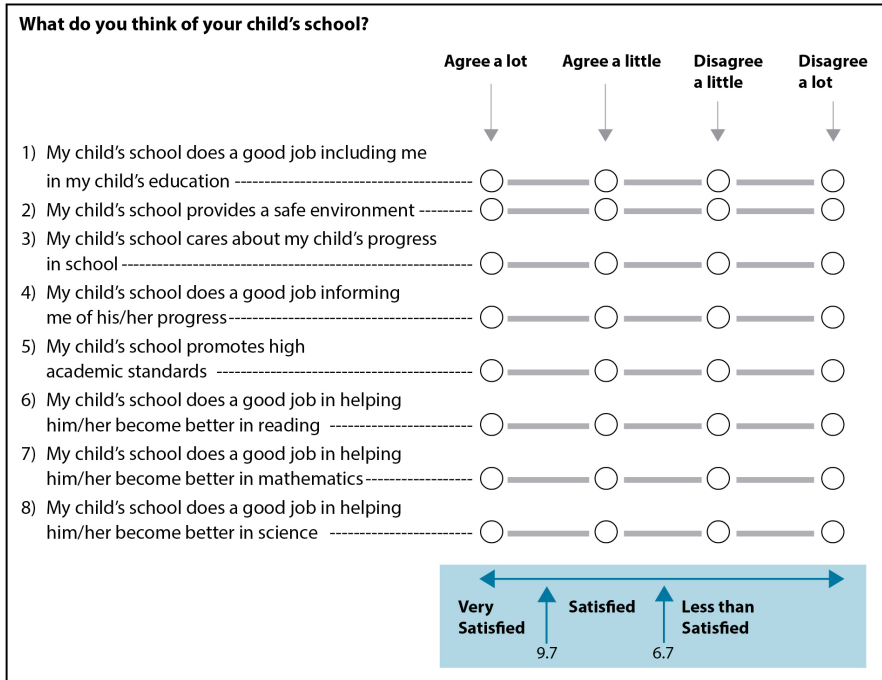 What do you think of your child's school?
Agree a lot Agree a little Disagree a little Disagree a lot
1) My child's school does a good job including me
in my child's education
2) My child's school provides a safe environment
3) My child's school cares about my child's progress
in school
4) My child's school does a good job informing
me of his/her progress
5) My child's school promotes high
academic standards
6) My child's school does a good job in helping
him/her become better in reading
7) My child's school does a good job in helping
him/her become better in mathematics
8) My child's school does a good job in helping
him/her become better in science
Very Satisfied Satisfied Less than Satisfied
9.7 6.7